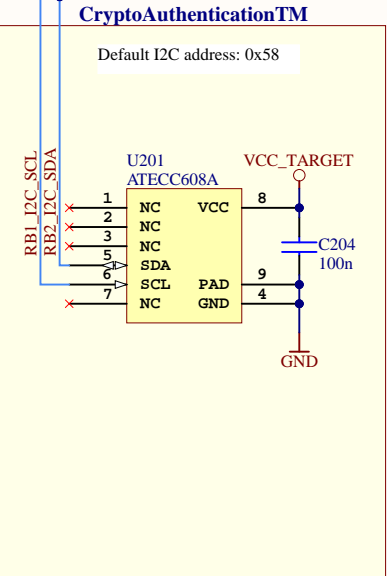 CryptoAuthenticationTM
Default I2C address: 0x58
RB1_I2C_SCL
RB2_I2C_SDA
U201
ATECC608A
VCC_TARGET
1 NC VCC 8
2 NC
3 NC
C204
100n
5 SDA
6 SCL PAD 9
7 NC GND 4
GND